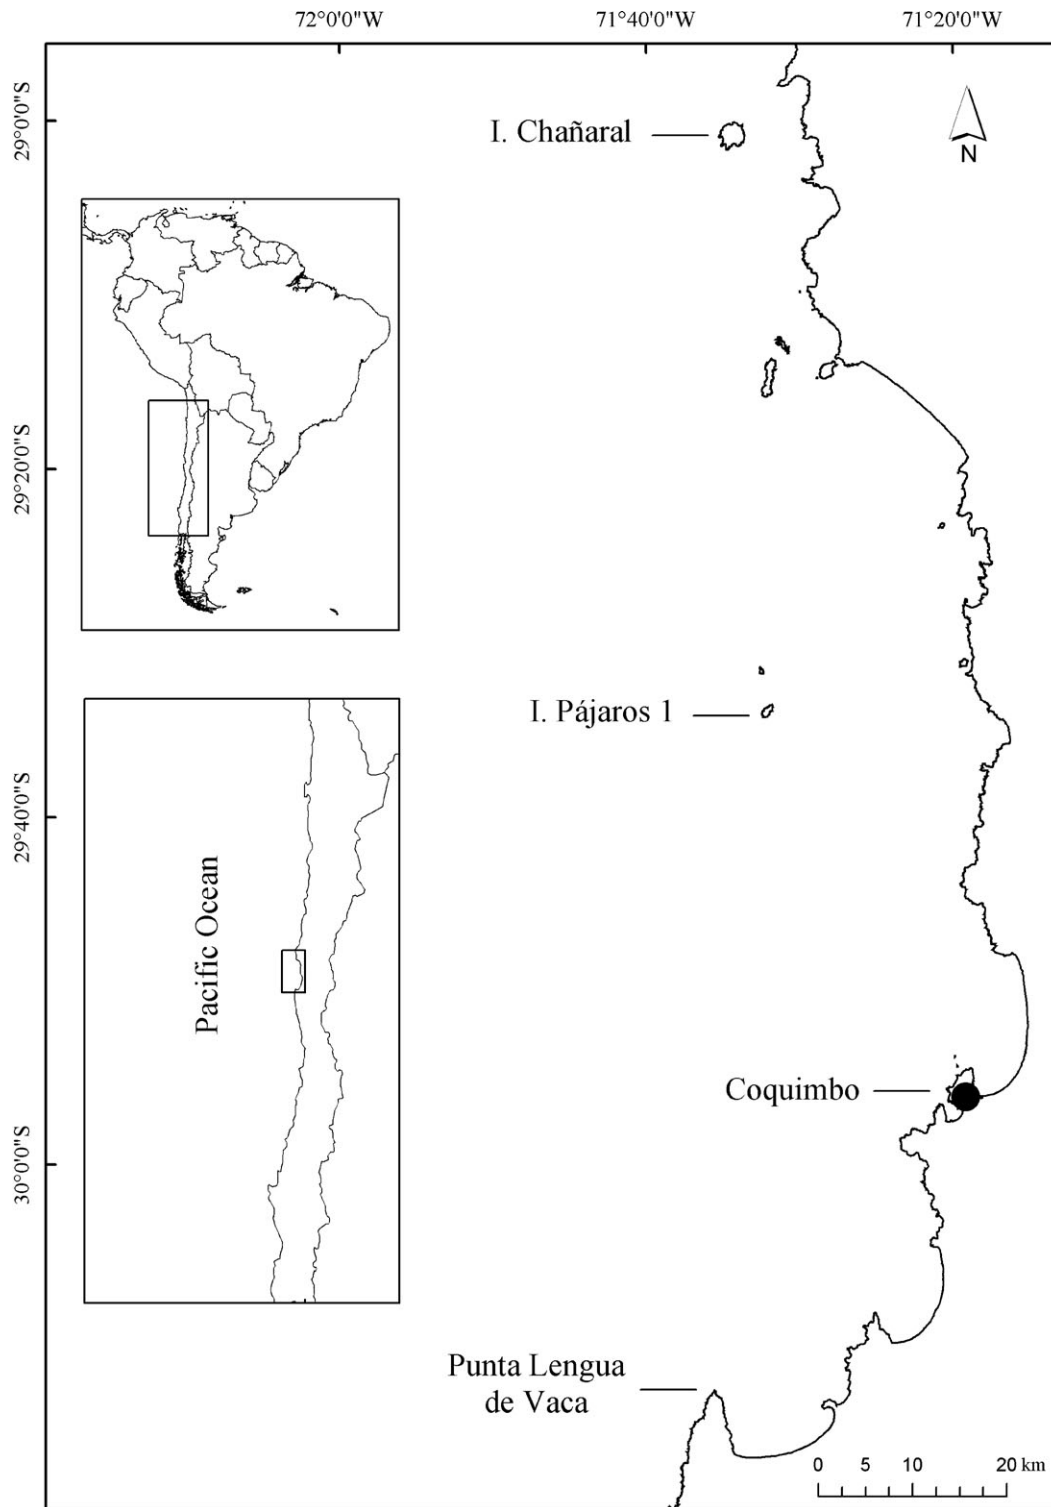 72°0'0"W
71°40'0"W
71°20'0"W
29°0'0"S
I. Chañaral
N
29°20'0"S
I. Pájaros 1
29°40'0"S
Pacific Ocean
Coquimbo
30°0'0"S
Punta Lengua
de Vaca
0 5 10 20 km